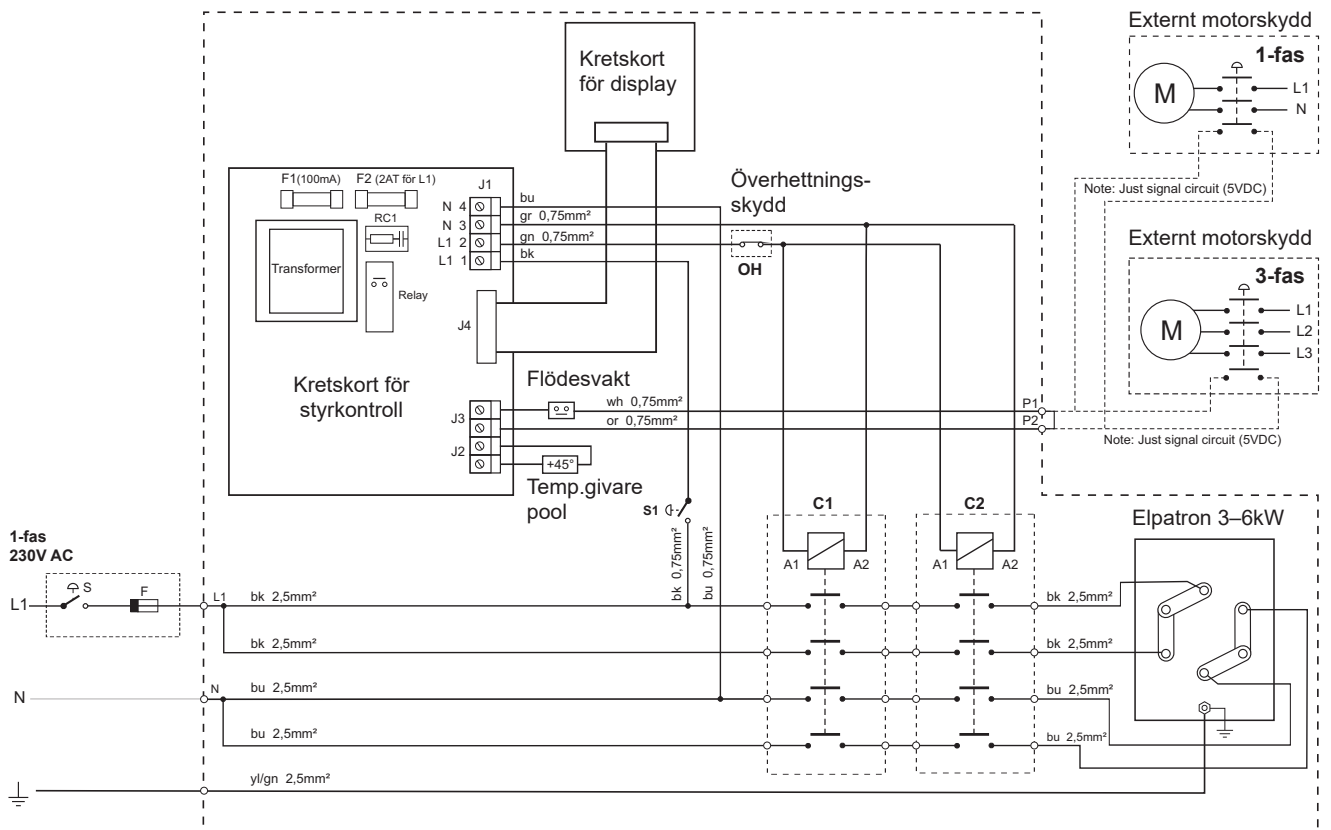 Externt motorskydd
1-fas
M
L1
N
Note: Just signal circuit (5VDC)
Externt motorskydd
3-fas
M
L1
L2
L3
Note: Just signal circuit (5VDC)
Kretskort
för display
F1(100mA)
F2 (2AT för L1)
J1
RC1
Transformer
Relay
N 4
N 3
L1 2
L1 1
bu
gr 0,75mm²
gn 0,75mm²
bk
Överhettnings-
skydd
OH
J4
Kretskort för
styrkontroll
Flödesvakt
J3
wh 0,75mm²
P1
or 0,75mm²
P2
J2
+45°
Temp.givare
pool
S1
bk 0,75mm²
bu 0,75mm²
C1
A1
A2
C2
A1
A2
Elpatron 3–6kW
1-fas
230V AC
L1
S
F
L1
bk 2,5mm²
bk 2,5mm²
bk 2,5mm²
bk 2,5mm²
N
N
bu 2,5mm²
bu 2,5mm²
bu 2,5mm²
bu 2,5mm²
yl/gn 2,5mm²